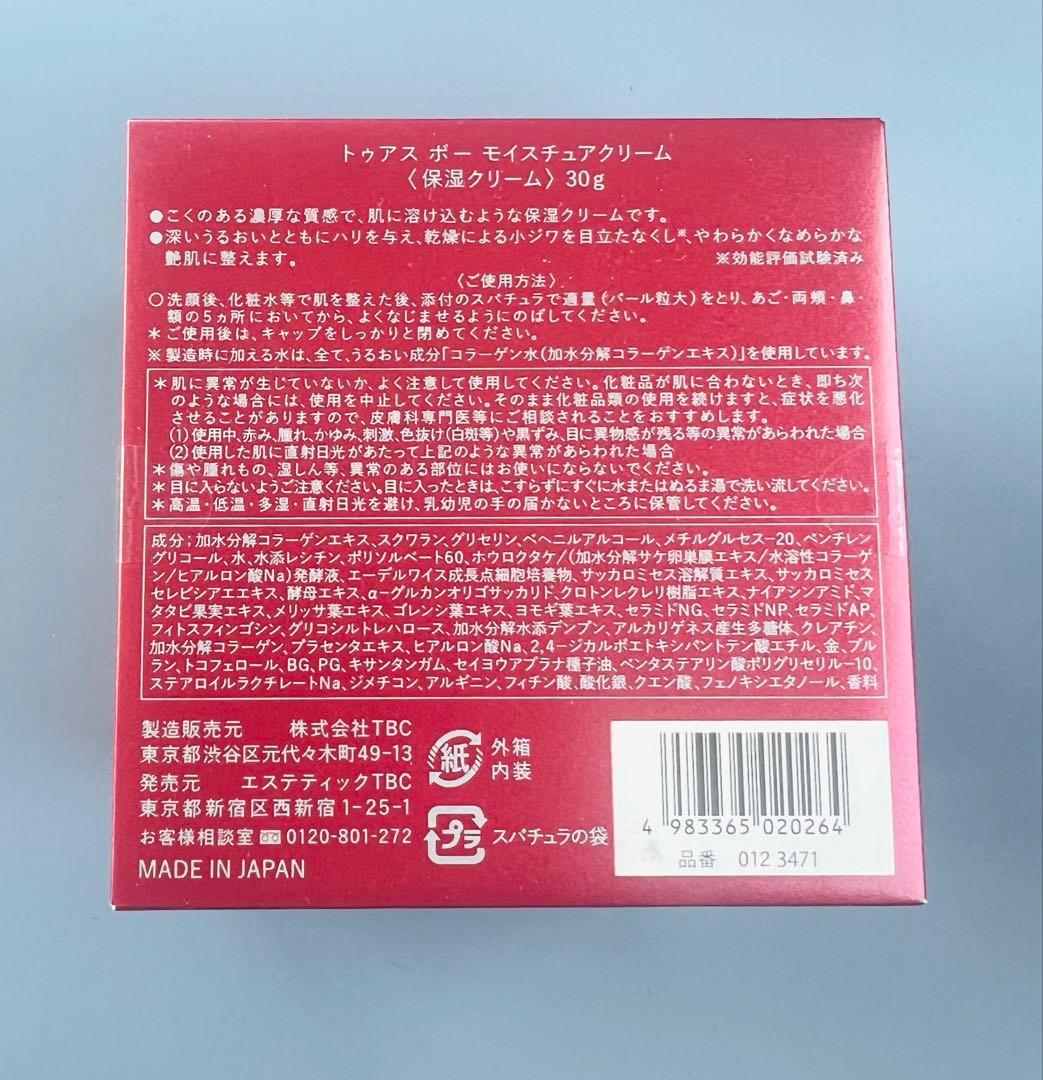 トゥアス ボー モイスチュアクリーム
〈保湿クリーム〉30g
●こくのある濃厚な質感で、肌に溶け込むような保湿クリームです。
●深いうるおいとともにハリを与え、乾燥による小ジワを目立たなくし※、やわらかくなめらかな
艶肌に整えます。 ※効能評価試験済み
〈ご使用方法〉
○洗顔後、化粧水等で肌を整えた後、添付のスパチュラで適量(パール粒大)をとり、あご・両頬・鼻・
額の5ヵ所においてから、よくなじませるようにのばしてください。
＊ご使用後は、キャップをしっかりと閉めてください。
※製造時に加える水は、全て、うるおい成分「コラーゲン水(加水分解コラーゲンエキス)」を使用しています。
＊肌に異常が生じていないか、よく注意して使用してください。化粧品が肌に合わないとき、即ち次
のような場合には、使用を中止してください。そのまま化粧品類の使用を続けますと、症状を悪化
させることがありますので、皮膚科専門医等にご相談されることをおすすめします。
(1)使用中、赤み、腫れ、かゆみ、刺激、色抜け(白斑等)や黒ずみ、目に異物感が残る等の異常があらわれた場合
(2)使用した肌に直射日光があたって上記のような異常があらわれた場合
＊傷や腫れもの、湿しん等、異常のある部位にはお使いにならないでください。
＊目に入らないようご注意ください。目に入ったときは、こすらずにすぐに水またはぬるま湯で洗い流してください。
＊高温・低温・多湿・直射日光を避け、乳幼児の手の届かないところに保管してください。
成分:加水分解コラーゲンエキス、スクワラン、グリセリン、ベヘニルアルコール、メチルグルセス-20、ペンチレン
グリコール、水、水添レシチン、ポリソルベート60、ホウロクタケ/(加水分解サケ卵巣膜エキス/水溶性コラーゲ
ン/ヒアルロン酸Na)発酵液、エーデルワイス成長点細胞培養物、サッカロミセス溶解質エキス、サッカロミセス
セレビシアエエキス、酵母エキス、α-グルカンオリゴサッカリド、クロトンレクレリ樹脂エキス、ナイアシンアミド、マ
タタビ果実エキス、メリッサ葉エキス、ゴレンシ葉エキス、ヨモギ葉エキス、セラミドNG、セラミドNP、セラミドAP、
フィトスフィンゴシン、グリコシルトレハロース、加水分解水添デンプン、アルカリゲネス産生多糖体、クレアチン、
加水分解コラーゲン、プラセンタエキス、ヒアルロン酸Na、2,4-ジカルボエトキシパントテン酸エチル、金、プル
ラン、トコフェロール、BG、PG、キサンタンガム、セイヨウアブラナ種子油、ペンタステアリン酸ポリグリセリル-10、
ステアロイルラクチレートNa、ジメチコン、アルギニン、フィチン酸、酸化銀、クエン酸、フェノキシエタノール、香料
製造販売元 株式会社TBC
東京都渋谷区元代々木町49-13
発売元 エステティックTBC
東京都新宿区西新宿1-25-1
お客様相談室 0120-801-272
MADE IN JAPAN
紙 外箱
内装
プラ スパチュラの袋
4 983365 020264
品番 012 3471